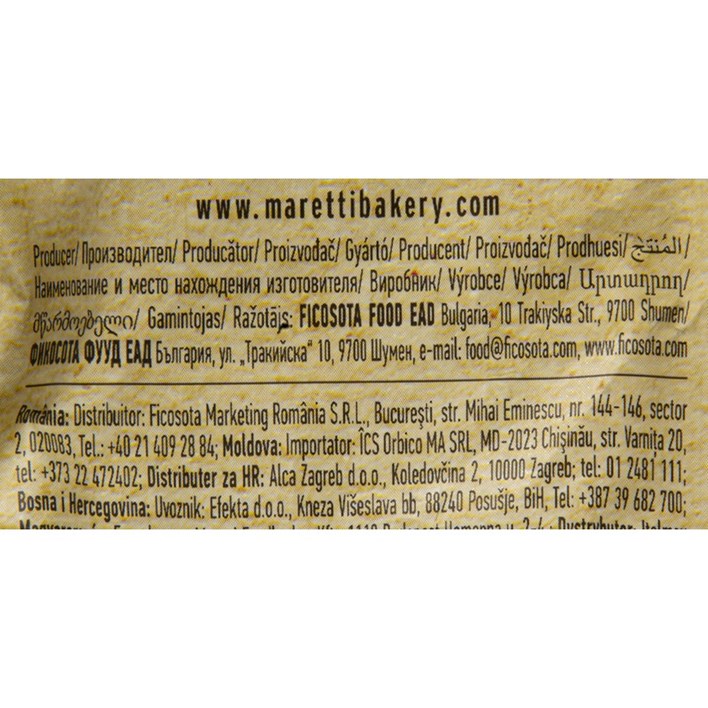 www.marettibakery.com
Producer/ Производител/ Producător/ Proizvođač/ Gyártó/ Producent/ Proizvođač/ Prodhuesi/ المُنتَج/
Наименование и место нахождения изготовителя/ Виробник/ Výrobce/ Výrobca/ Արտադրող/
მწარმოებელი/ Gamintojas/ Ražotājs: FICOSOTA FOOD EAD Bulgaria, 10 Trakiyska Str., 9700 Shumen/
ФИКОСОТА ФУУД ЕАД България, ул. „Тракийска“ 10, 9700 Шумен, e-mail: food@ficosota.com, www.ficosota.com
România: Distribuitor: Ficosota Marketing România S.R.L., București, str. Mihai Eminescu, nr. 144-146, sector
2, 020083, Tel.: +40 21 409 28 84; Moldova: Importator: ÎCS Orbico MA SRL, MD-2023 Chișinău, str. Varnița 20,
tel: +373 22 472402; Distributer za HR: Alca Zagreb d.o.o., Koledovčina 2, 10000 Zagreb; tel: 01 2481 111;
Bosna i Hercegovina: Uvoznik: Efekta d.o.o., Kneza Višeslava bb, 88240 Posušje, BiH, Tel: +387 39 682 700;